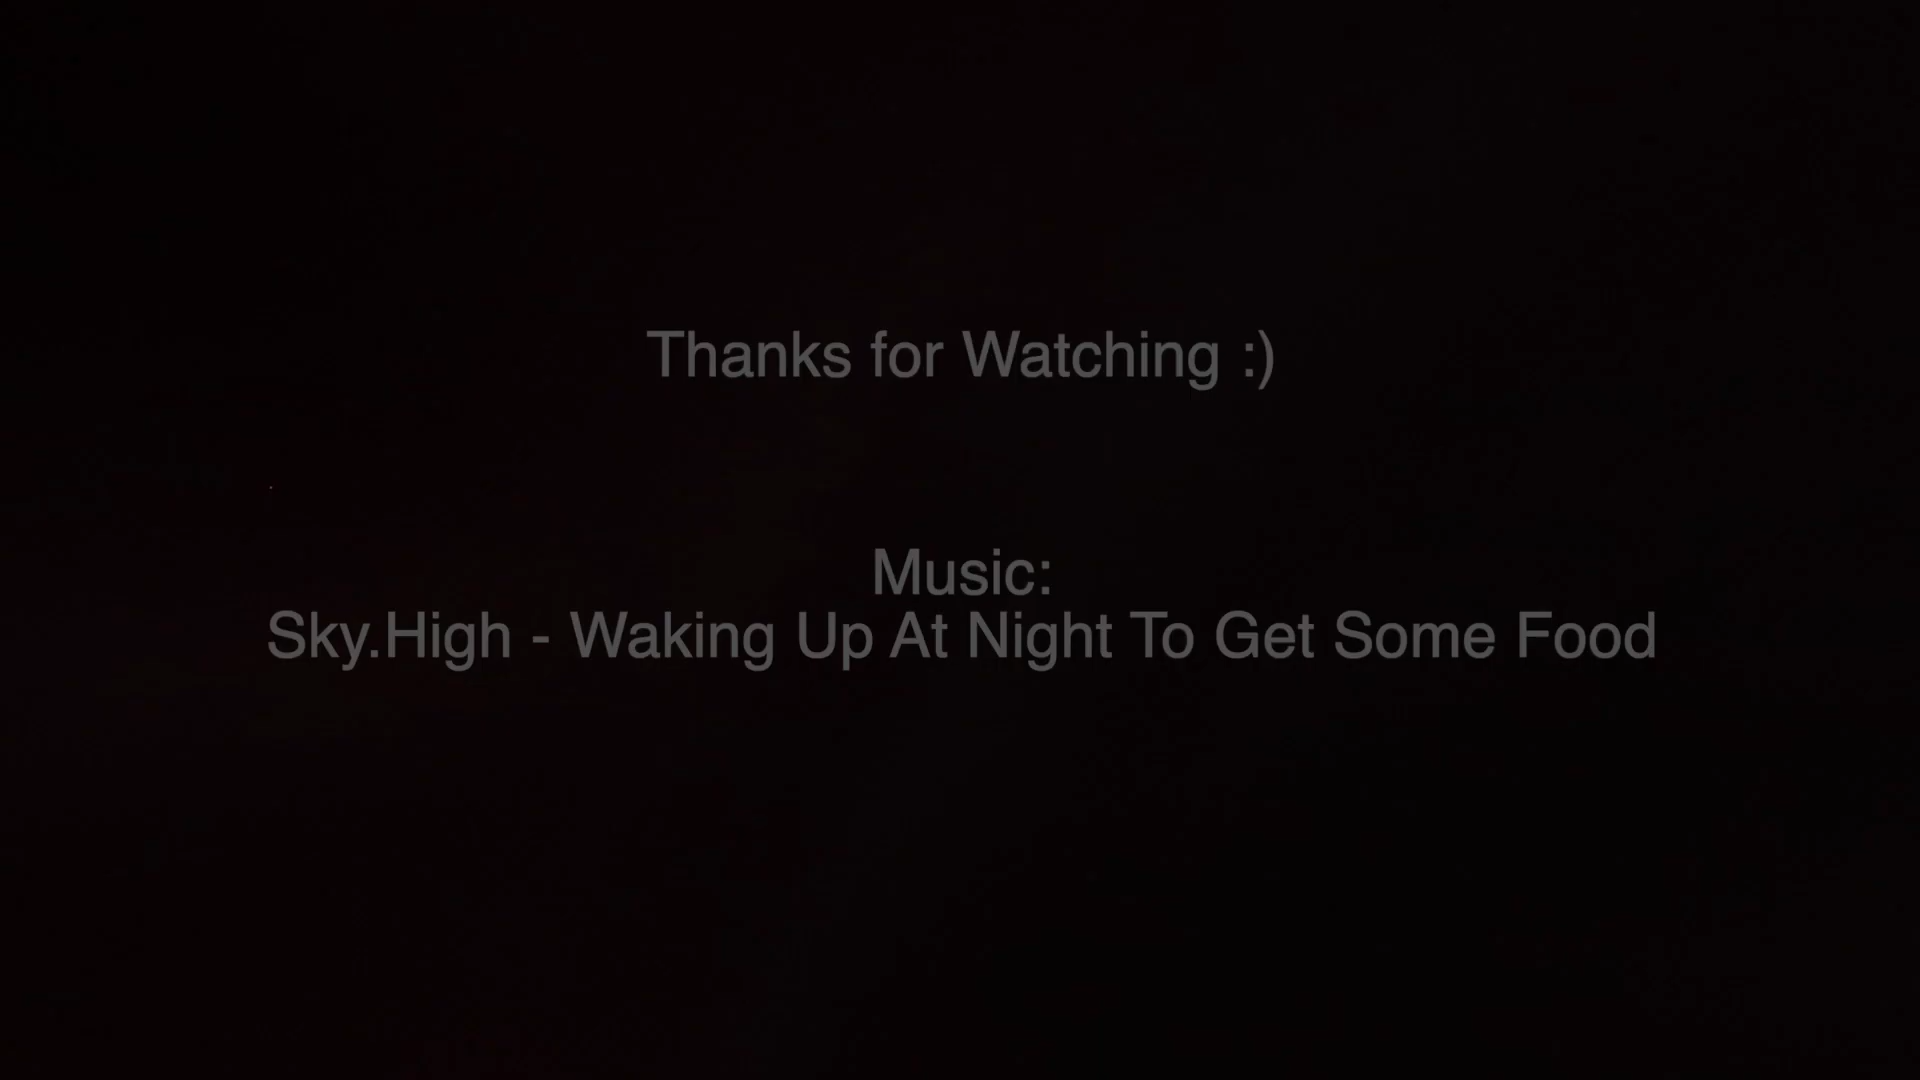 Thanks for Watching :)
Music:
Sky.High - Waking Up At Night To Get Some Food